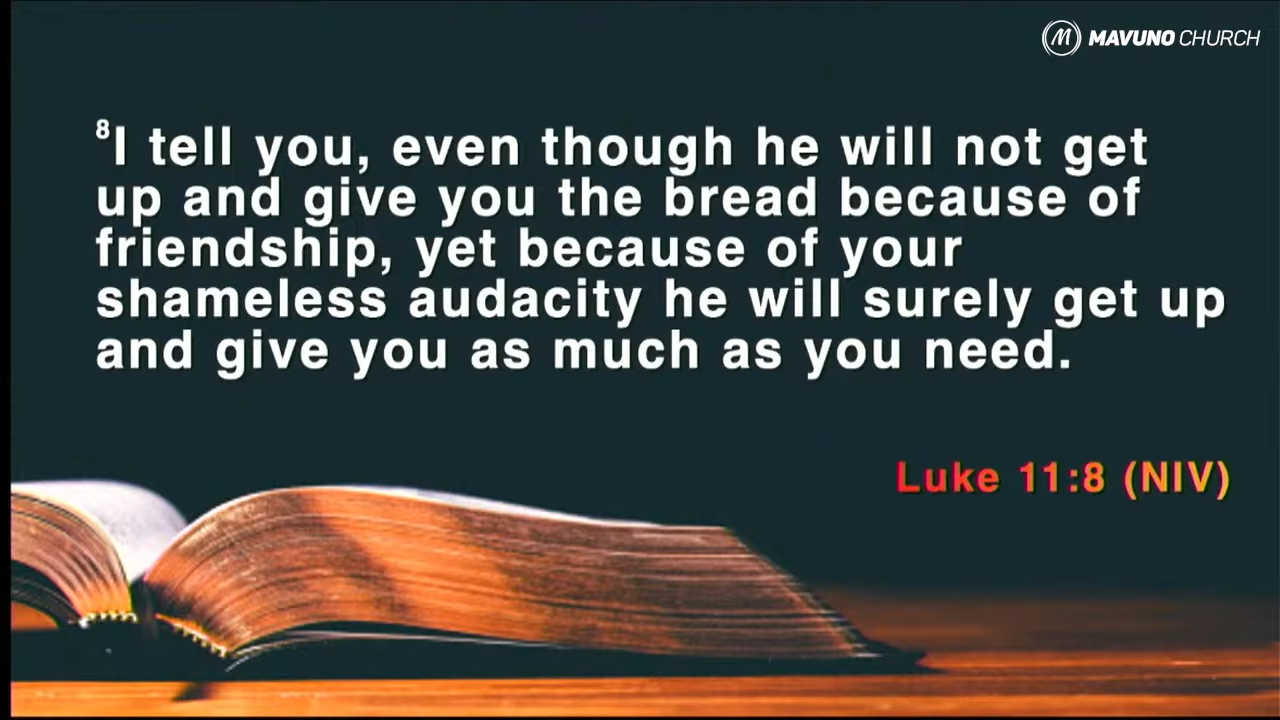 MAVUNO CHURCH
8I tell you, even though he will not get
up and give you the bread because of
friendship, yet because of your
shameless audacity he will surely get up
and give you as much as you need.
Luke 11:8 (NIV)